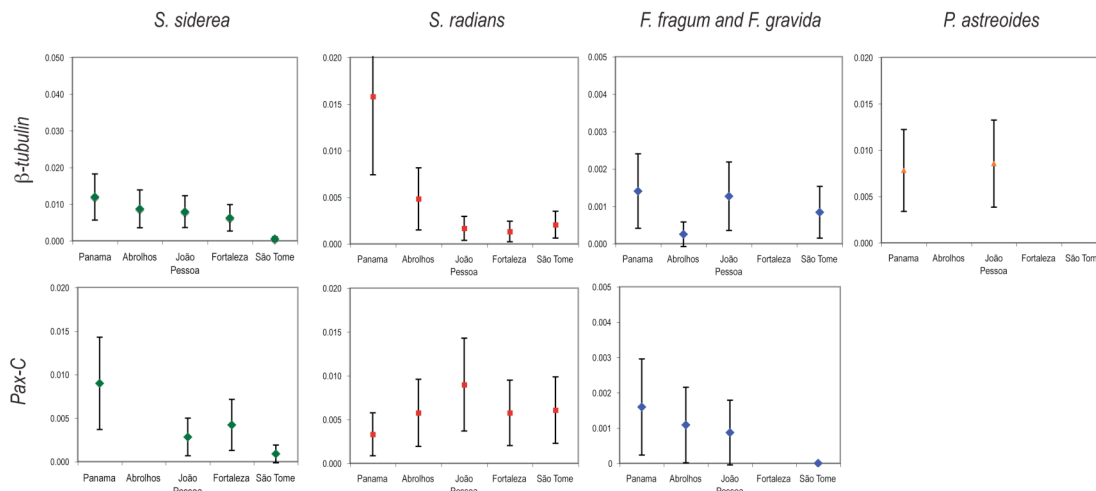 S. siderea
S. radians
F. fragum and F. gravida
P. astreoides
β-tubulin
0.050
0.040
0.030
0.020
0.010
0.000
Panama Abrolhos João Fortaleza São Tome
Pessoa
0.020
0.015
0.010
0.005
0.000
Panama Abrolhos João Fortaleza São Tome
Pessoa
0.005
0.004
0.003
0.002
0.001
0.000
Panama Abrolhos João Fortaleza São Tome
Pessoa
0.020
0.015
0.010
0.005
0.000
Panama Abrolhos João Fortaleza São Tome
Pessoa
Pax-C
0.020
0.015
0.010
0.005
0.000
Panama Abrolhos João Fortaleza São Tome
Pessoa
0.020
0.015
0.010
0.005
0.000
Panama Abrolhos João Fortaleza São Tome
Pessoa
0.005
0.004
0.003
0.002
0.001
0
Panama Abrolhos João Fortaleza São Tome
Pessoa